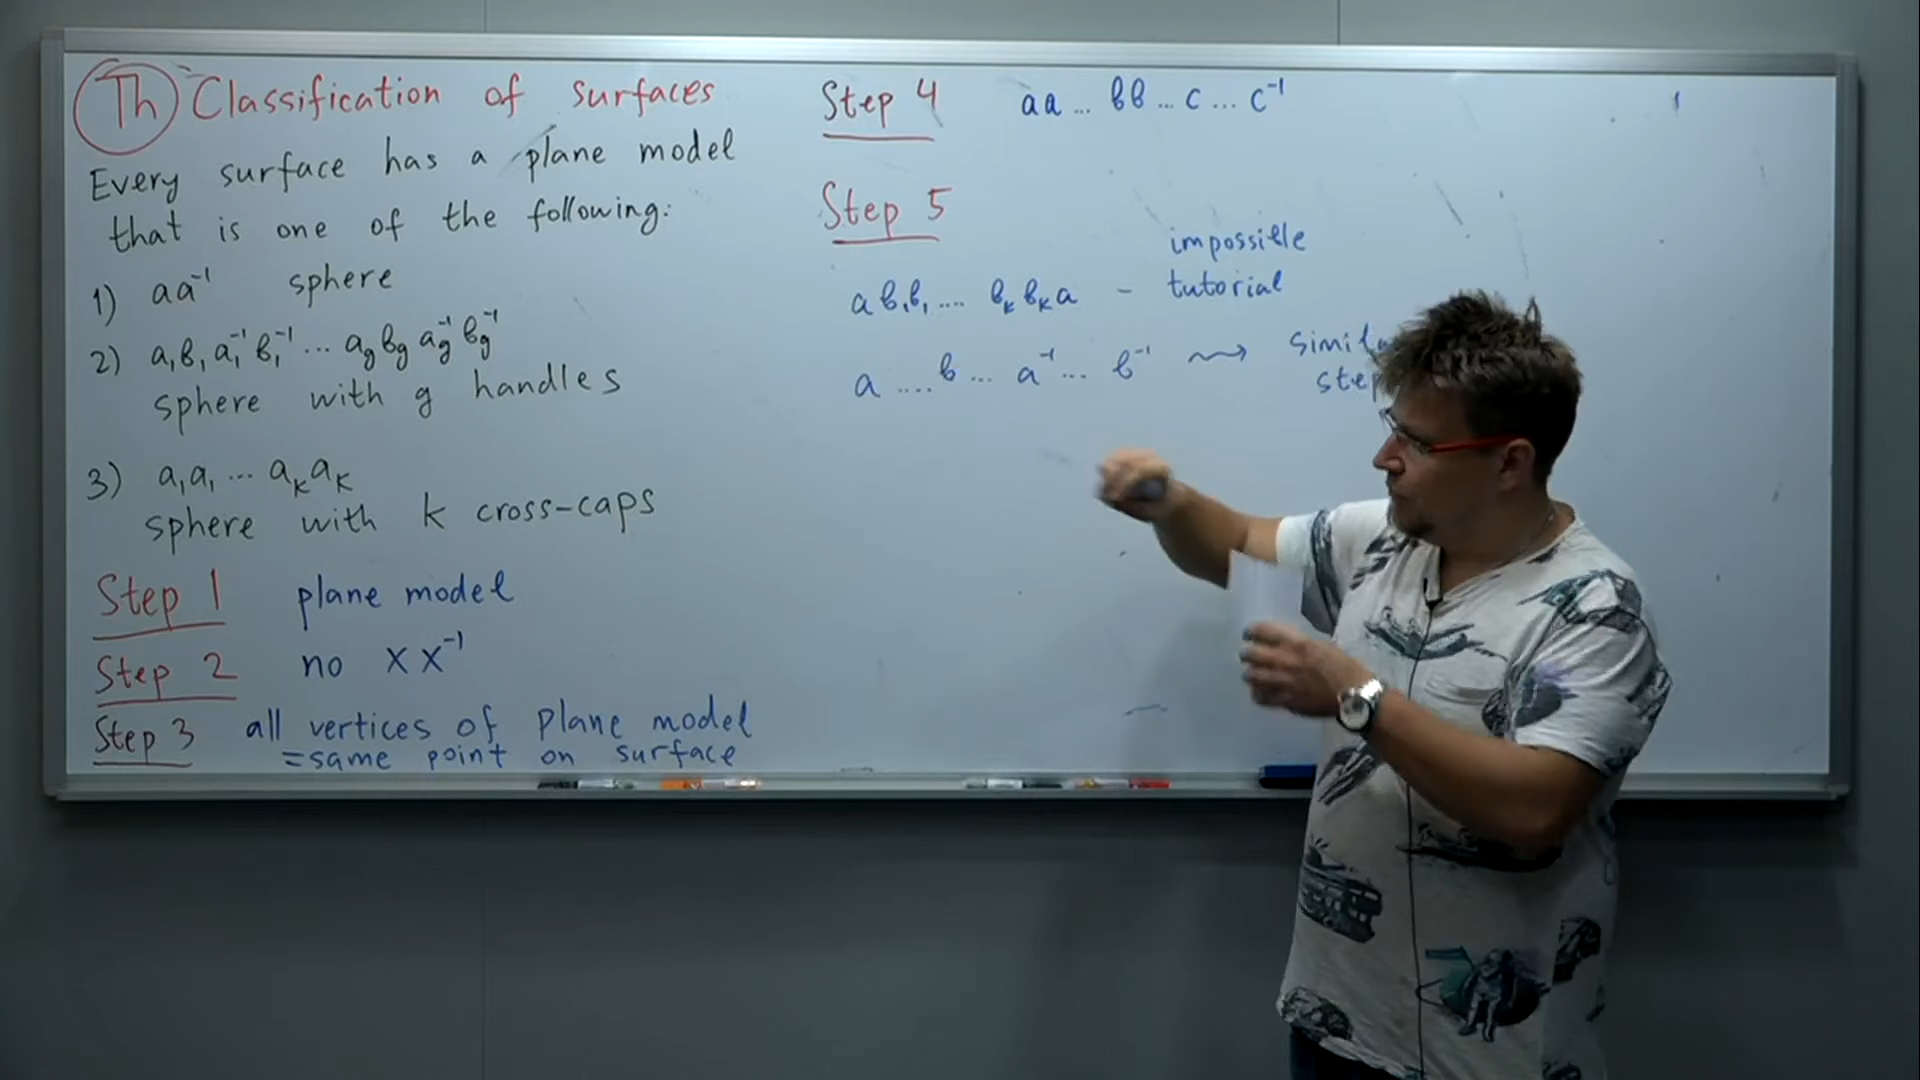 Th Classification of surfaces
Every surface has a plane model
that is one of the following:
1) aa⁻¹ sphere
2) a₁b₁a₁⁻¹b₁⁻¹ ... a_g b_g a_g⁻¹ b_g⁻¹
sphere with g handles
3) a₁a₁ ... a_k a_k
sphere with k cross-caps
Step 1 plane model
Step 2 no x x⁻¹
Step 3 all vertices of plane model
= same point on surface
Step 4 aa ... bb ... c ... c⁻¹
Step 5
impossible
a b₁b₁ .... b_k b_k a - tutorial
a .... b ... a⁻¹ ... b⁻¹ ⇝